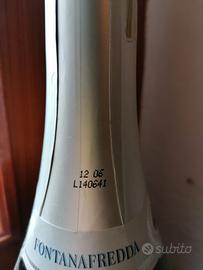 12 06
L140641
FONTANAFREDDA
subito